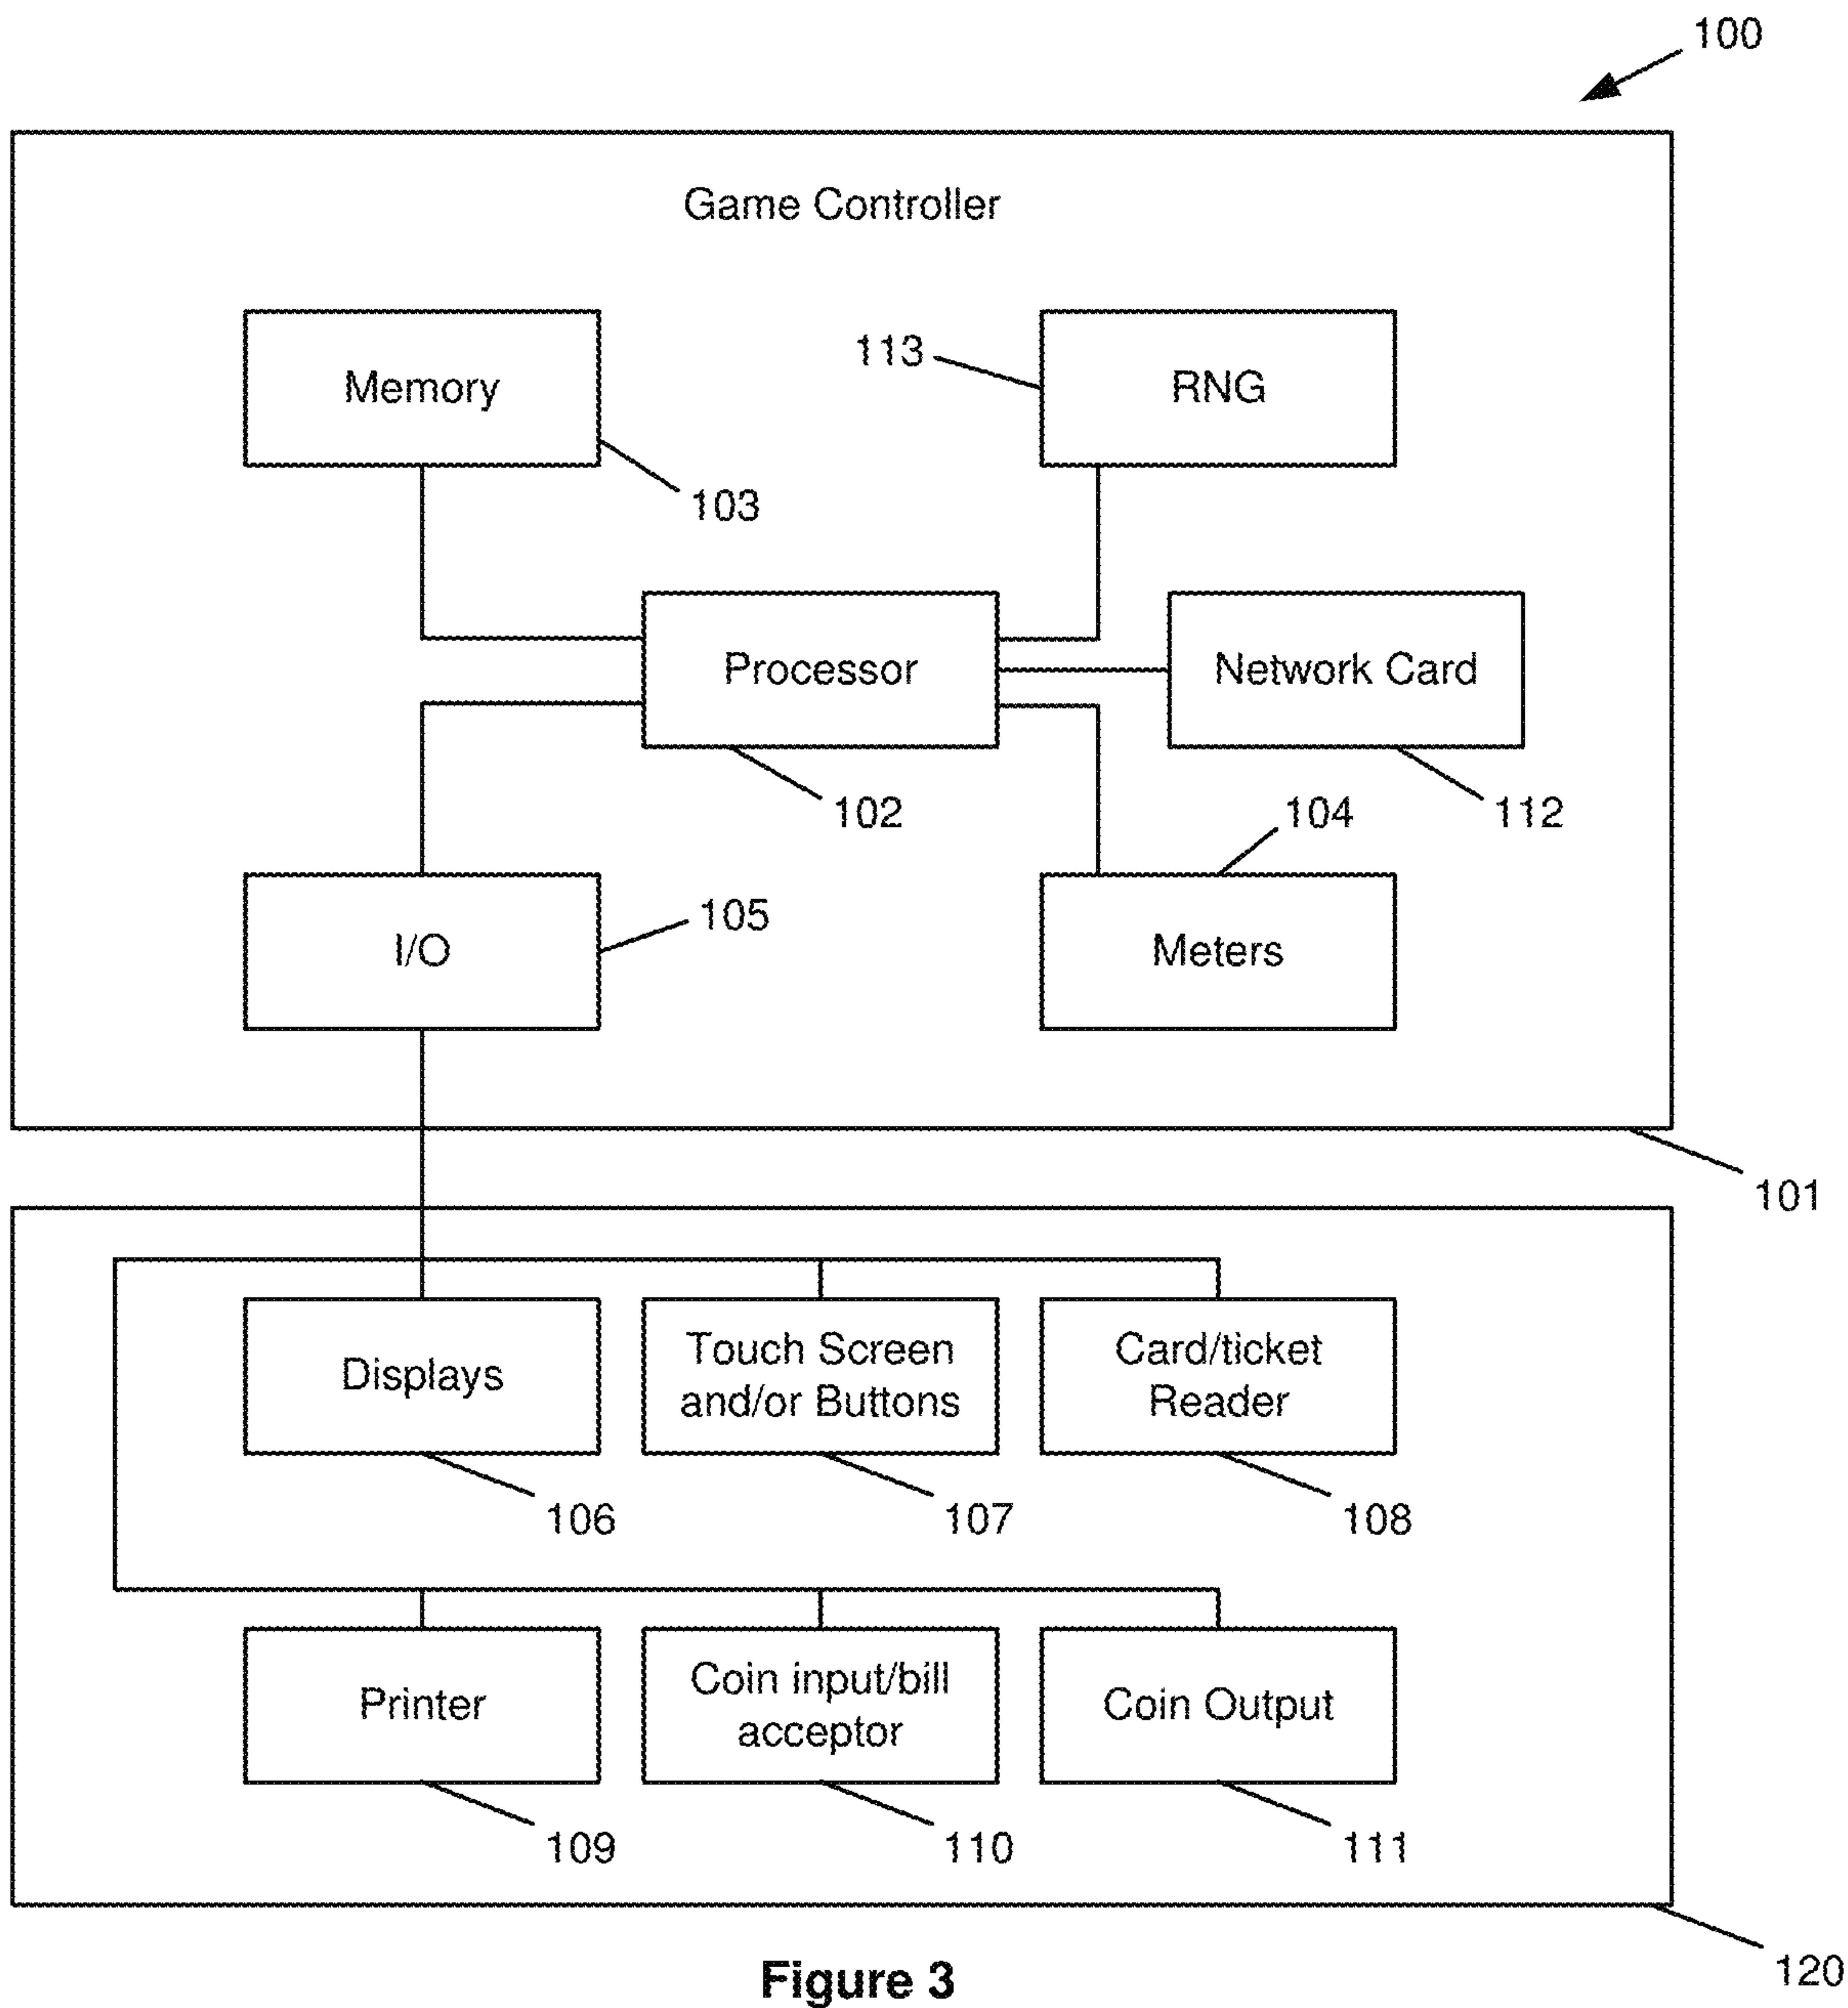 100
Game Controller
Memory
113
RNG
103
Processor
Network Card
102
104
112
105
I/O
Meters
101
Displays
Touch Screen
and/or Buttons
Card/ticket
Reader
106
107
108
Printer
Coin input/bill
acceptor
Coin Output
109
110
111
120
Figure 3